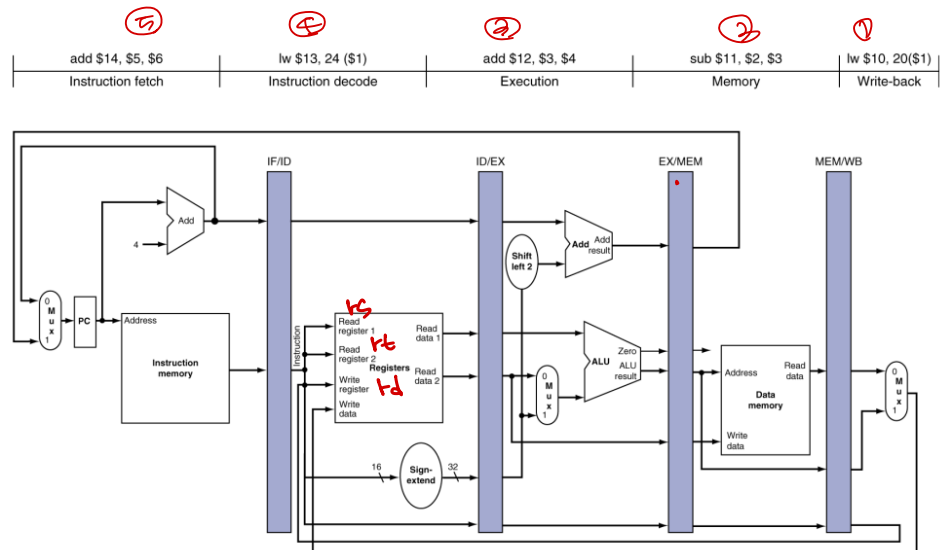 5 4 3 2 1
add $14, $5, $6 lw $13, 24 ($1) add $12, $3, $4 sub $11, $2, $3 lw $10, 20($1)
Instruction fetch Instruction decode Execution Memory Write-back
IF/ID ID/EX EX/MEM MEM/WB
Add
4
Shift
left 2
Add Add
result
0
M
u
x
1
PC
Address
Instruction
memory
Instruction
rs
Read
register 1
rt
Read
register 2
Registers
rd
Write
register
Write
data
Read
data 1
Read
data 2
16
Sign-
extend
32
0
M
u
x
1
ALU
Zero
ALU
result
Address
Read
data
Data
memory
Write
data
0
M
u
x
1